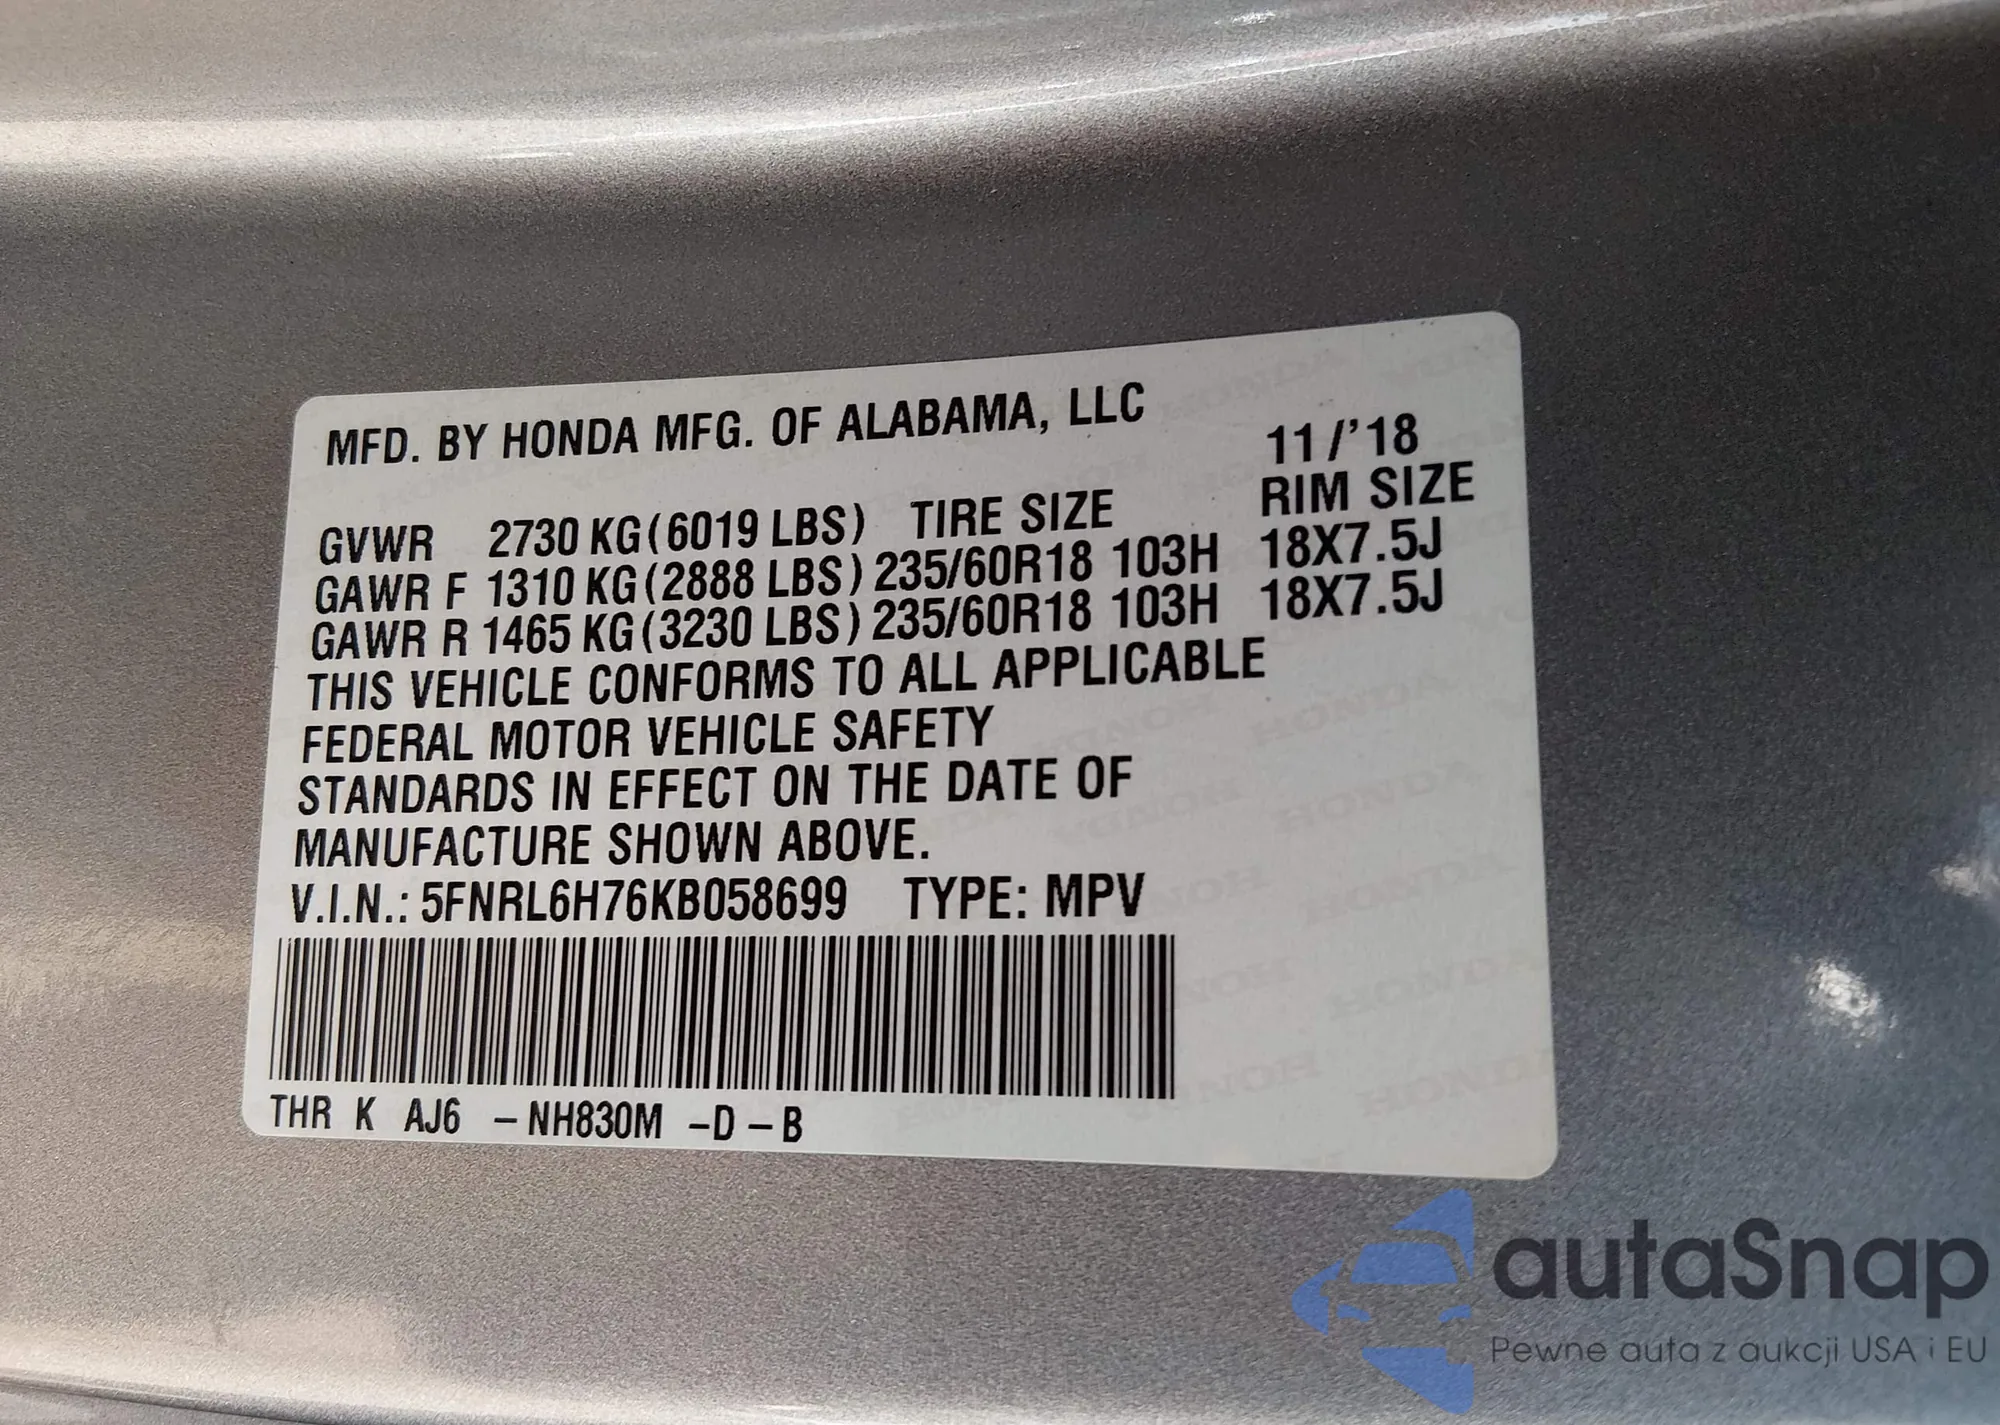 MFD. BY HONDA MFG. OF ALABAMA, LLC
11/'18
GVWR 2730 KG (6019 LBS) TIRE SIZE RIM SIZE
GAWR F 1310 KG (2888 LBS) 235/60R18 103H 18X7.5J
GAWR R 1465 KG (3230 LBS) 235/60R18 103H 18X7.5J
THIS VEHICLE CONFORMS TO ALL APPLICABLE
FEDERAL MOTOR VEHICLE SAFETY
STANDARDS IN EFFECT ON THE DATE OF
MANUFACTURE SHOWN ABOVE.
V.I.N.: 5FNRL6H76KB058699 TYPE: MPV
THR K AJ6 – NH830M –D – B
autaSnap
Pewne auta z aukcji USA i EU